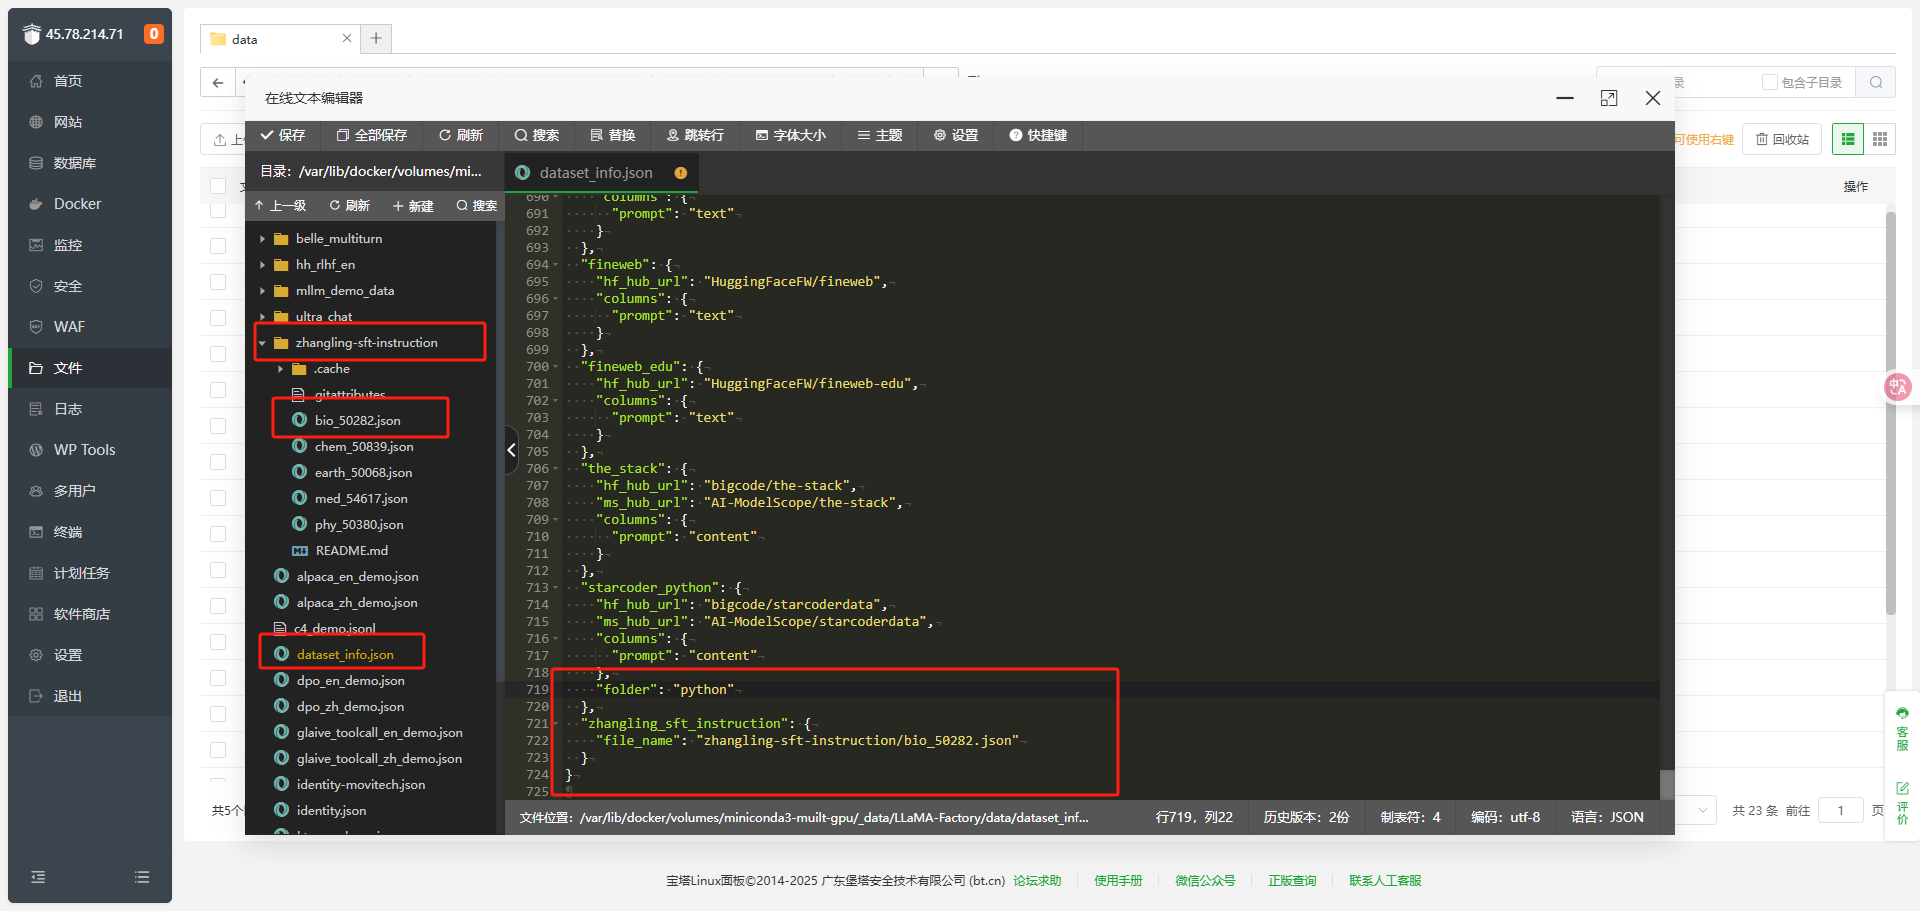 45.78.214.71
0
首页
网站
数据库
Docker
监控
安全
WAF
文件
日志
WP Tools
多用户
终端
计划任务
软件商店
设置
退出
data
包含子目录
可使用右键
回收站
操作
在线文本编辑器
保存
全部保存
刷新
搜索
替换
跳转行
字体大小
主题
设置
快捷键
目录：/var/lib/docker/volumes/mi...
dataset_info.json
上一级
刷新
新建
搜索
belle_multiturn
hh_rlhf_en
mllm_demo_data
ultra_chat
zhangling-sft-instruction
.cache
.gitattributes
bio_50282.json
chem_50839.json
earth_50068.json
med_54617.json
phy_50380.json
README.md
alpaca_en_demo.json
alpaca_zh_demo.json
c4_demo.jsonl
dataset_info.json
dpo_en_demo.json
dpo_zh_demo.json
glaive_toolcall_en_demo.json
glaive_toolcall_zh_demo.json
identity-movitech.json
identity.json
690 "columns": {
691 "prompt": "text"
692 }
693 },
694 "fineweb": {
695 "hf_hub_url": "HuggingFaceFW/fineweb",
696 "columns": {
697 "prompt": "text"
698 }
699 },
700 "fineweb_edu": {
701 "hf_hub_url": "HuggingFaceFW/fineweb-edu",
702 "columns": {
703 "prompt": "text"
704 }
705 },
706 "the_stack": {
707 "hf_hub_url": "bigcode/the-stack",
708 "ms_hub_url": "AI-ModelScope/the-stack",
709 "columns": {
710 "prompt": "content"
711 }
712 },
713 "starcoder_python": {
714 "hf_hub_url": "bigcode/starcoderdata",
715 "ms_hub_url": "AI-ModelScope/starcoderdata",
716 "columns": {
717 "prompt": "content"
718 },
719 "folder": "python"
720 },
721 "zhangling_sft_instruction": {
722 "file_name": "zhangling-sft-instruction/bio_50282.json"
723 }
724 }
725
文件位置：/var/lib/docker/volumes/miniconda3-muilt-gpu/_data/LLaMA-Factory/data/dataset_inf...
行719，列22
历史版本：2份
制表符：4
编码：utf-8
语言：JSON
共5个
共 23 条
前往
1
页
客服
评价
宝塔Linux面板©2014-2025 广东堡塔安全技术有限公司 (bt.cn)
论坛求助
使用手册
微信公众号
正版查询
联系人工客服